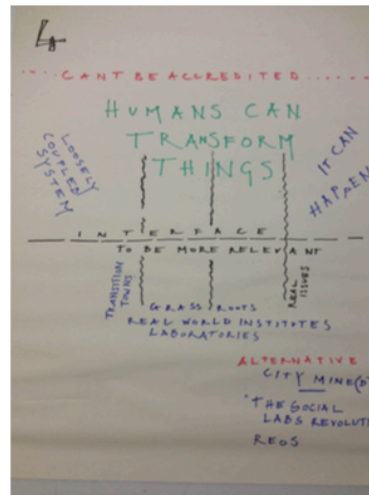 4
CANT BE ACCREDITED
HUMANS CAN
TRANSFORM
THINGS
LOOSELY
COUPLED
SYSTEM
IT CAN
HAPPEN
INTERFACE
TO BE MORE RELEVANT
TRANSITION
TOWNS
REAL
ISSUES
GRASS ROOTS
REAL WORLD INSTITUTES
LABORATORIES
ALTERNATIVE
CITY MINE(D
"THE SOCIAL
LABS REVOLUTI
REOS